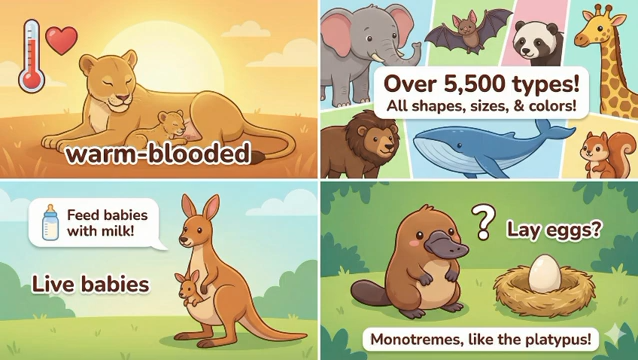 warm-blooded
Over 5,500 types!
All shapes, sizes, & colors!
Feed babies
with milk!
Live babies
?
Lay eggs?
Monotremes, like the platypus!